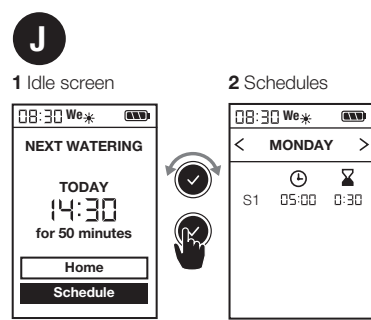 J
1 Idle screen
2 Schedules
08:30 We
NEXT WATERING
TODAY
14:30
for 50 minutes
Home
Schedule
08:30 We
< MONDAY >
S1 05:00 0:30